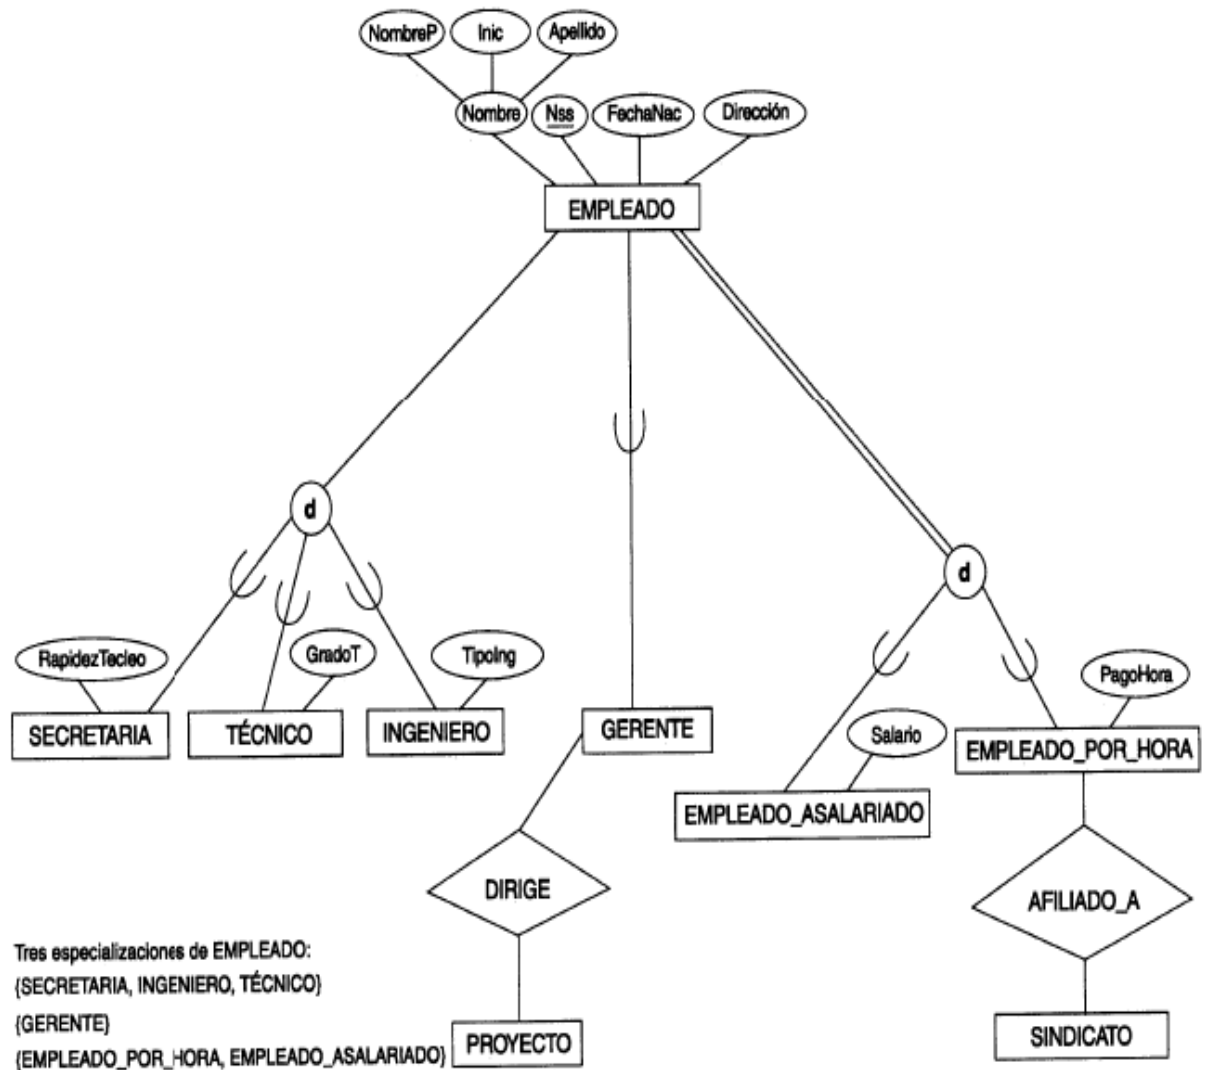 NombreP
Inic
Apellido
Nombre
Nss
FechaNac
Dirección
EMPLEADO
d
d
RapidezTecleo
GradoT
TipoIng
PagoHora
SECRETARIA
TÉCNICO
INGENIERO
GERENTE
Salario
EMPLEADO_POR_HORA
EMPLEADO_ASALARIADO
DIRIGE
AFILIADO_A
Tres especializaciones de EMPLEADO:
{SECRETARIA, INGENIERO, TÉCNICO}
{GERENTE}
{EMPLEADO_POR_HORA, EMPLEADO_ASALARIADO}
PROYECTO
SINDICATO